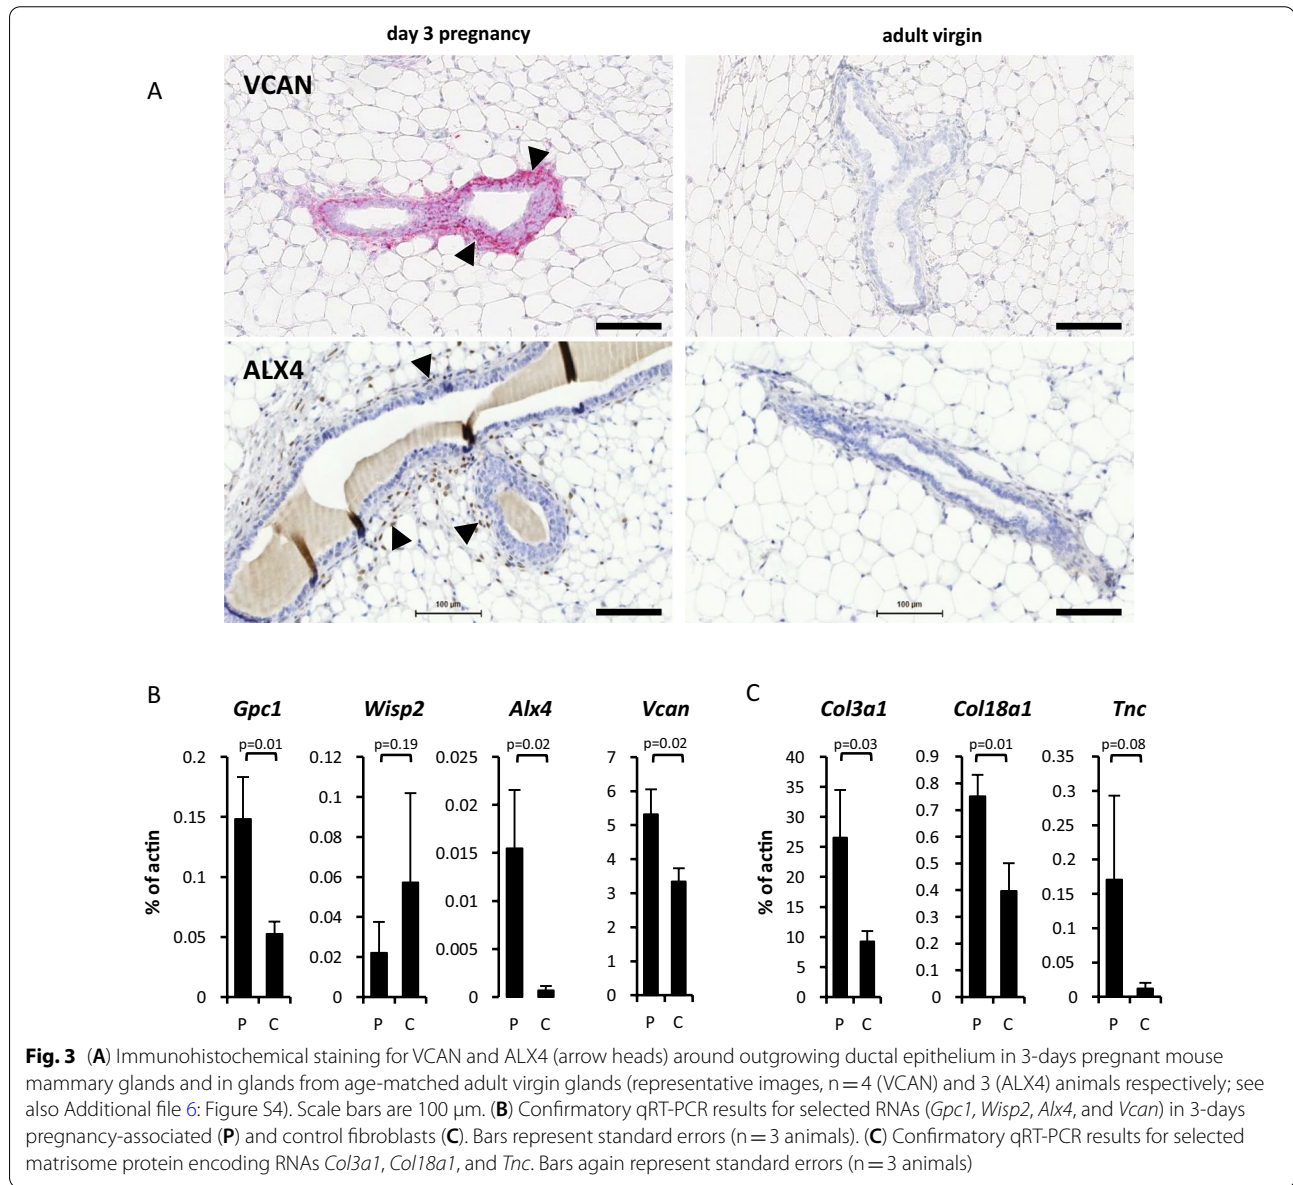 day 3 pregnancy
adult virgin
A
VCAN
ALX4
100 µm
100 µm
B
Gpc1
Wisp2
Alx4
Vcan
C
Col3a1
Col18a1
Tnc
p=0.01
p=0.19
p=0.02
p=0.02
p=0.03
p=0.01
p=0.08
% of actin
0.2
0.15
0.1
0.05
0
P C
0.12
0.1
0.08
0.06
0.04
0.02
0
P C
0.025
0.02
0.015
0.01
0.005
0
P C
7
6
5
4
3
2
1
0
P C
% of actin
40
35
30
25
20
15
10
5
0
P C
0.9
0.8
0.7
0.6
0.5
0.4
0.3
0.2
0.1
0
P C
0.35
0.3
0.25
0.2
0.15
0.1
0.05
0
P C
Fig. 3 (A) Immunohistochemical staining for VCAN and ALX4 (arrow heads) around outgrowing ductal epithelium in 3-days pregnant mouse
mammary glands and in glands from age-matched adult virgin glands (representative images, n = 4 (VCAN) and 3 (ALX4) animals respectively; see
also Additional file 6: Figure S4). Scale bars are 100 µm. (B) Confirmatory qRT-PCR results for selected RNAs (Gpc1, Wisp2, Alx4, and Vcan) in 3-days
pregnancy-associated (P) and control fibroblasts (C). Bars represent standard errors (n = 3 animals). (C) Confirmatory qRT-PCR results for selected
matrisome protein encoding RNAs Col3a1, Col18a1, and Tnc. Bars again represent standard errors (n = 3 animals)